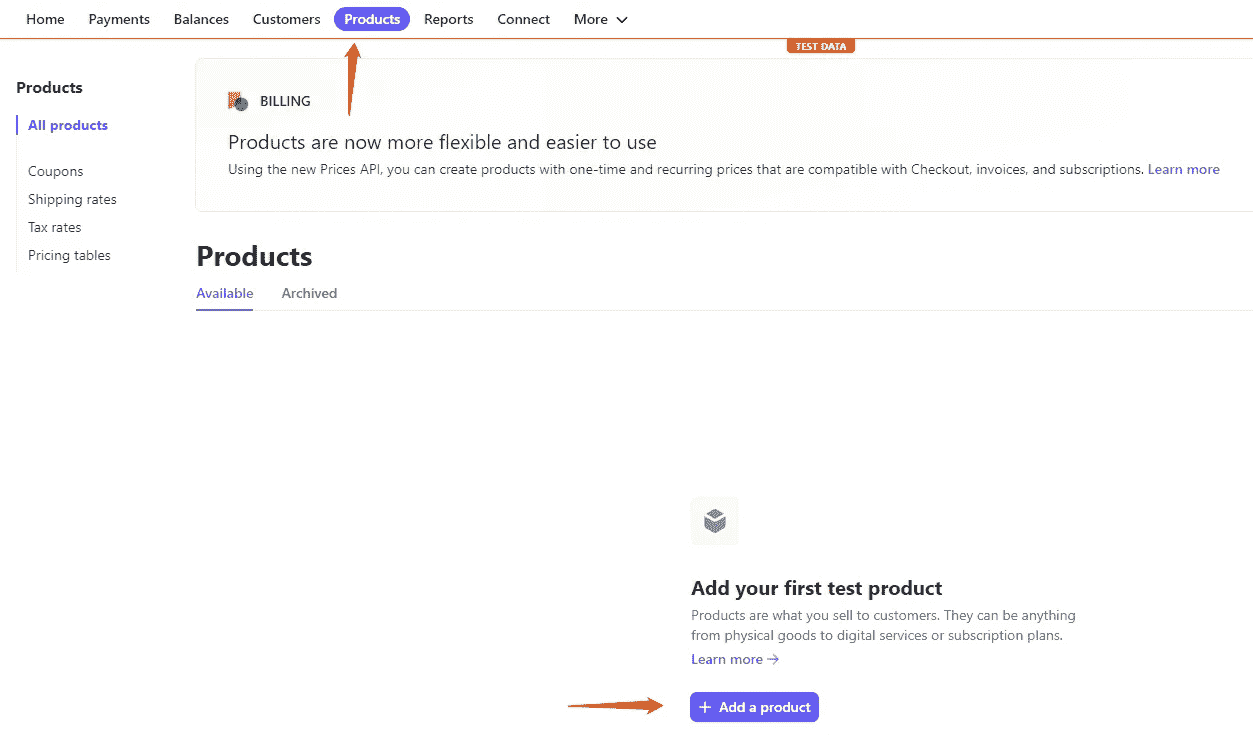 Home Payments Balances Customers Products Reports Connect More
TEST DATA
Products
All products
Coupons
Shipping rates
Tax rates
Pricing tables
BILLING
Products are now more flexible and easier to use
Using the new Prices API, you can create products with one-time and recurring prices that are compatible with Checkout, invoices, and subscriptions. Learn more
Products
Available Archived
Add your first test product
Products are what you sell to customers. They can be anything
from physical goods to digital services or subscription plans.
Learn more →
+ Add a product